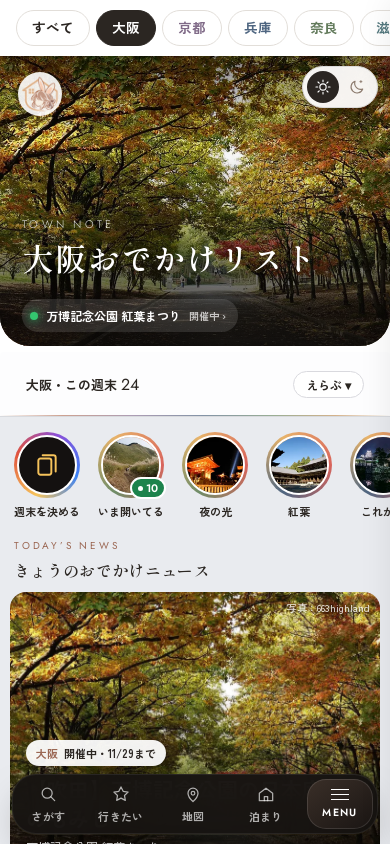 すべて 大阪 京都 兵庫 奈良
TOWN NOTE
大阪おでかけリスト
万博記念公園 紅葉まつり 開催中 ›
大阪・この週末 24 えらぶ ▾
10
週末を決める いま開いてる 夜の光 紅葉 これか
TODAY'S NEWS
きょうのおでかけニュース
写真：663highland
大阪 開催中・11/29まで
さがす 行きたい 地図 泊まり MENU